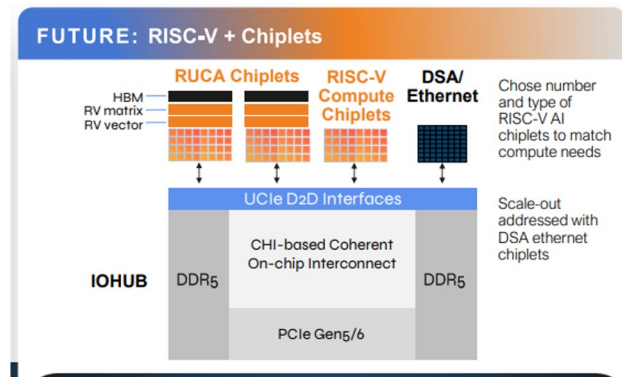 FUTURE: RISC-V + Chiplets
RUCA Chiplets
RISC-V
Compute
Chiplets
DSA/
Ethernet
HBM
RV matrix
RV vector
Chose number
and type of
RISC-V AI
chiplets to match
compute needs
UCIe D2D Interfaces
Scale-out
addressed with
DSA ethernet
chiplets
IOHUB
DDR5
CHI-based Coherent
On-chip Interconnect
DDR5
PCIe Gen5/6